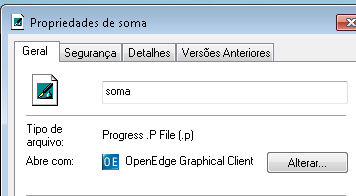 Propriedades de soma
Geral Segurança Detalhes Versões Anteriores
soma
Tipo de arquivo: Progress .P File (.p)
Abre com: OE OpenEdge Graphical Client Alterar...